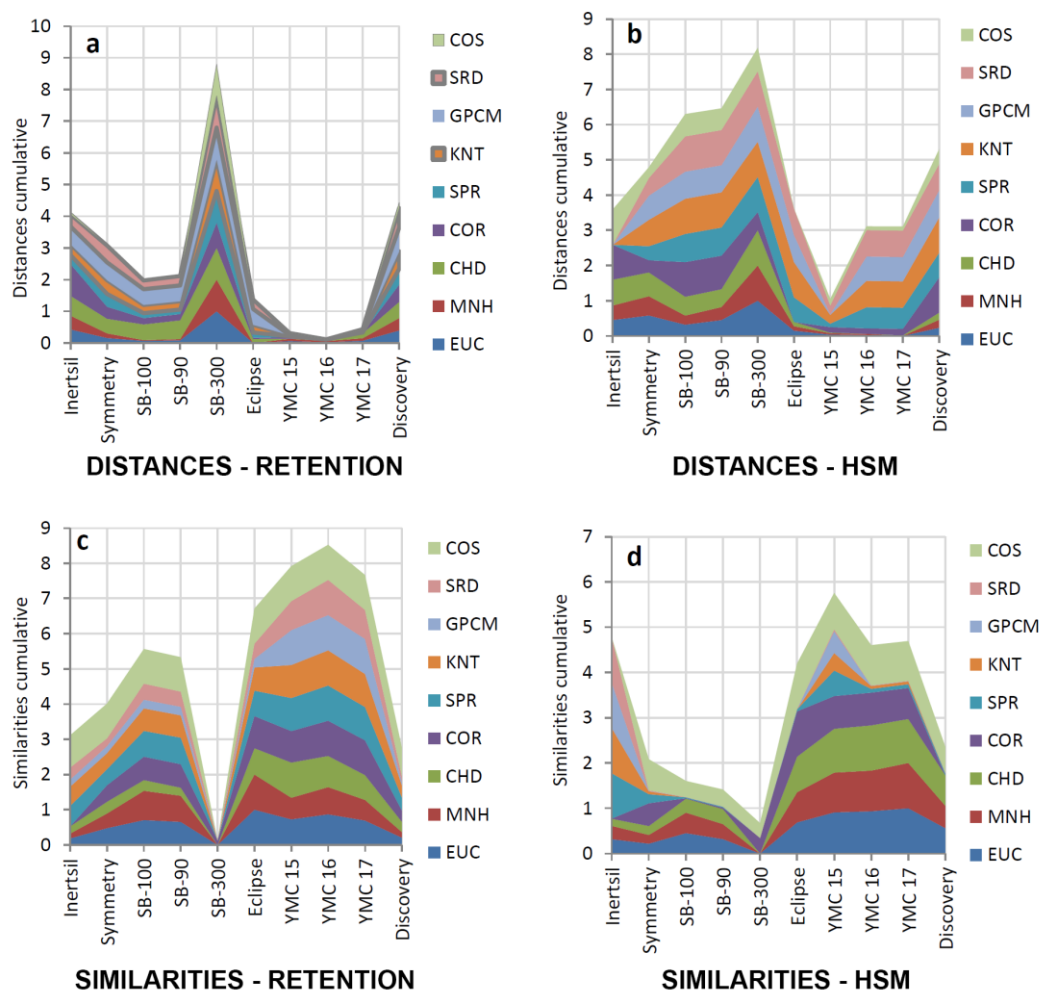 a
10
9
8
7
6
5
4
3
2
1
0
Distances cumulative
Inertsil
Symmetry
SB-100
SB-90
SB-300
Eclipse
YMC 15
YMC 16
YMC 17
Discovery
COS
SRD
GPCM
KNT
SPR
COR
CHD
MNH
EUC
DISTANCES - RETENTION
b
9
8
7
6
5
4
3
2
1
0
Distances cumulative
Inertsil
Symmetry
SB-100
SB-90
SB-300
Eclipse
YMC 15
YMC 16
YMC 17
Discovery
COS
SRD
GPCM
KNT
SPR
COR
CHD
MNH
EUC
DISTANCES - HSM
c
9
8
7
6
5
4
3
2
1
0
Similarities cumulative
Inertsil
Symmetry
SB-100
SB-90
SB-300
Eclipse
YMC 15
YMC 16
YMC 17
Discovery
COS
SRD
GPCM
KNT
SPR
COR
CHD
MNH
EUC
SIMILARITIES - RETENTION
d
7
6
5
4
3
2
1
0
Similarities cumulative
Inertsil
Symmetry
SB-100
SB-90
SB-300
Eclipse
YMC 15
YMC 16
YMC 17
Discovery
COS
SRD
GPCM
KNT
SPR
COR
CHD
MNH
EUC
SIMILARITIES - HSM